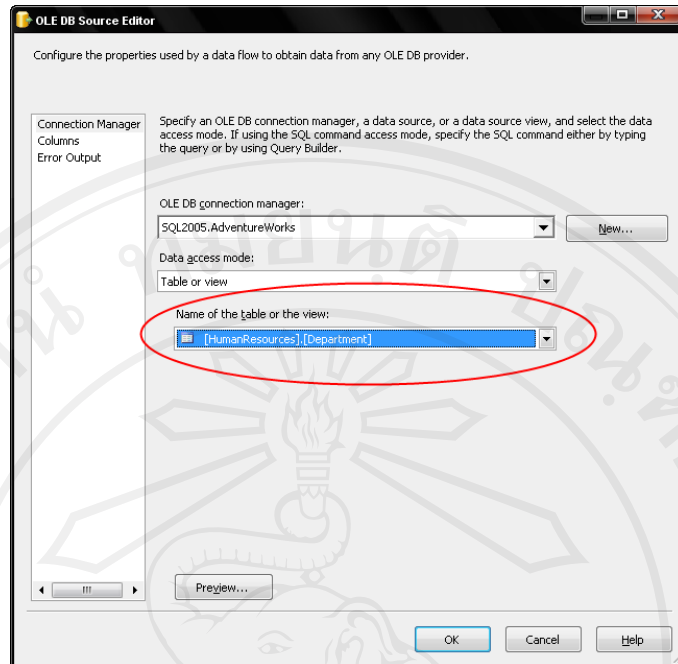 OLE DB Source Editor
Configure the properties used by a data flow to obtain data from any OLE DB provider.
Connection Manager
Columns
Error Output
Specify an OLE DB connection manager, a data source, or a data source view, and select the data
access mode. If using the SQL command access mode, specify the SQL command either by typing
the query or by using Query Builder.
OLE DB connection manager:
SQL2005.AdventureWorks
New...
Data access mode:
Table or view
Name of the table or the view:
[HumanResources].[Department]
Preview...
OK
Cancel
Help